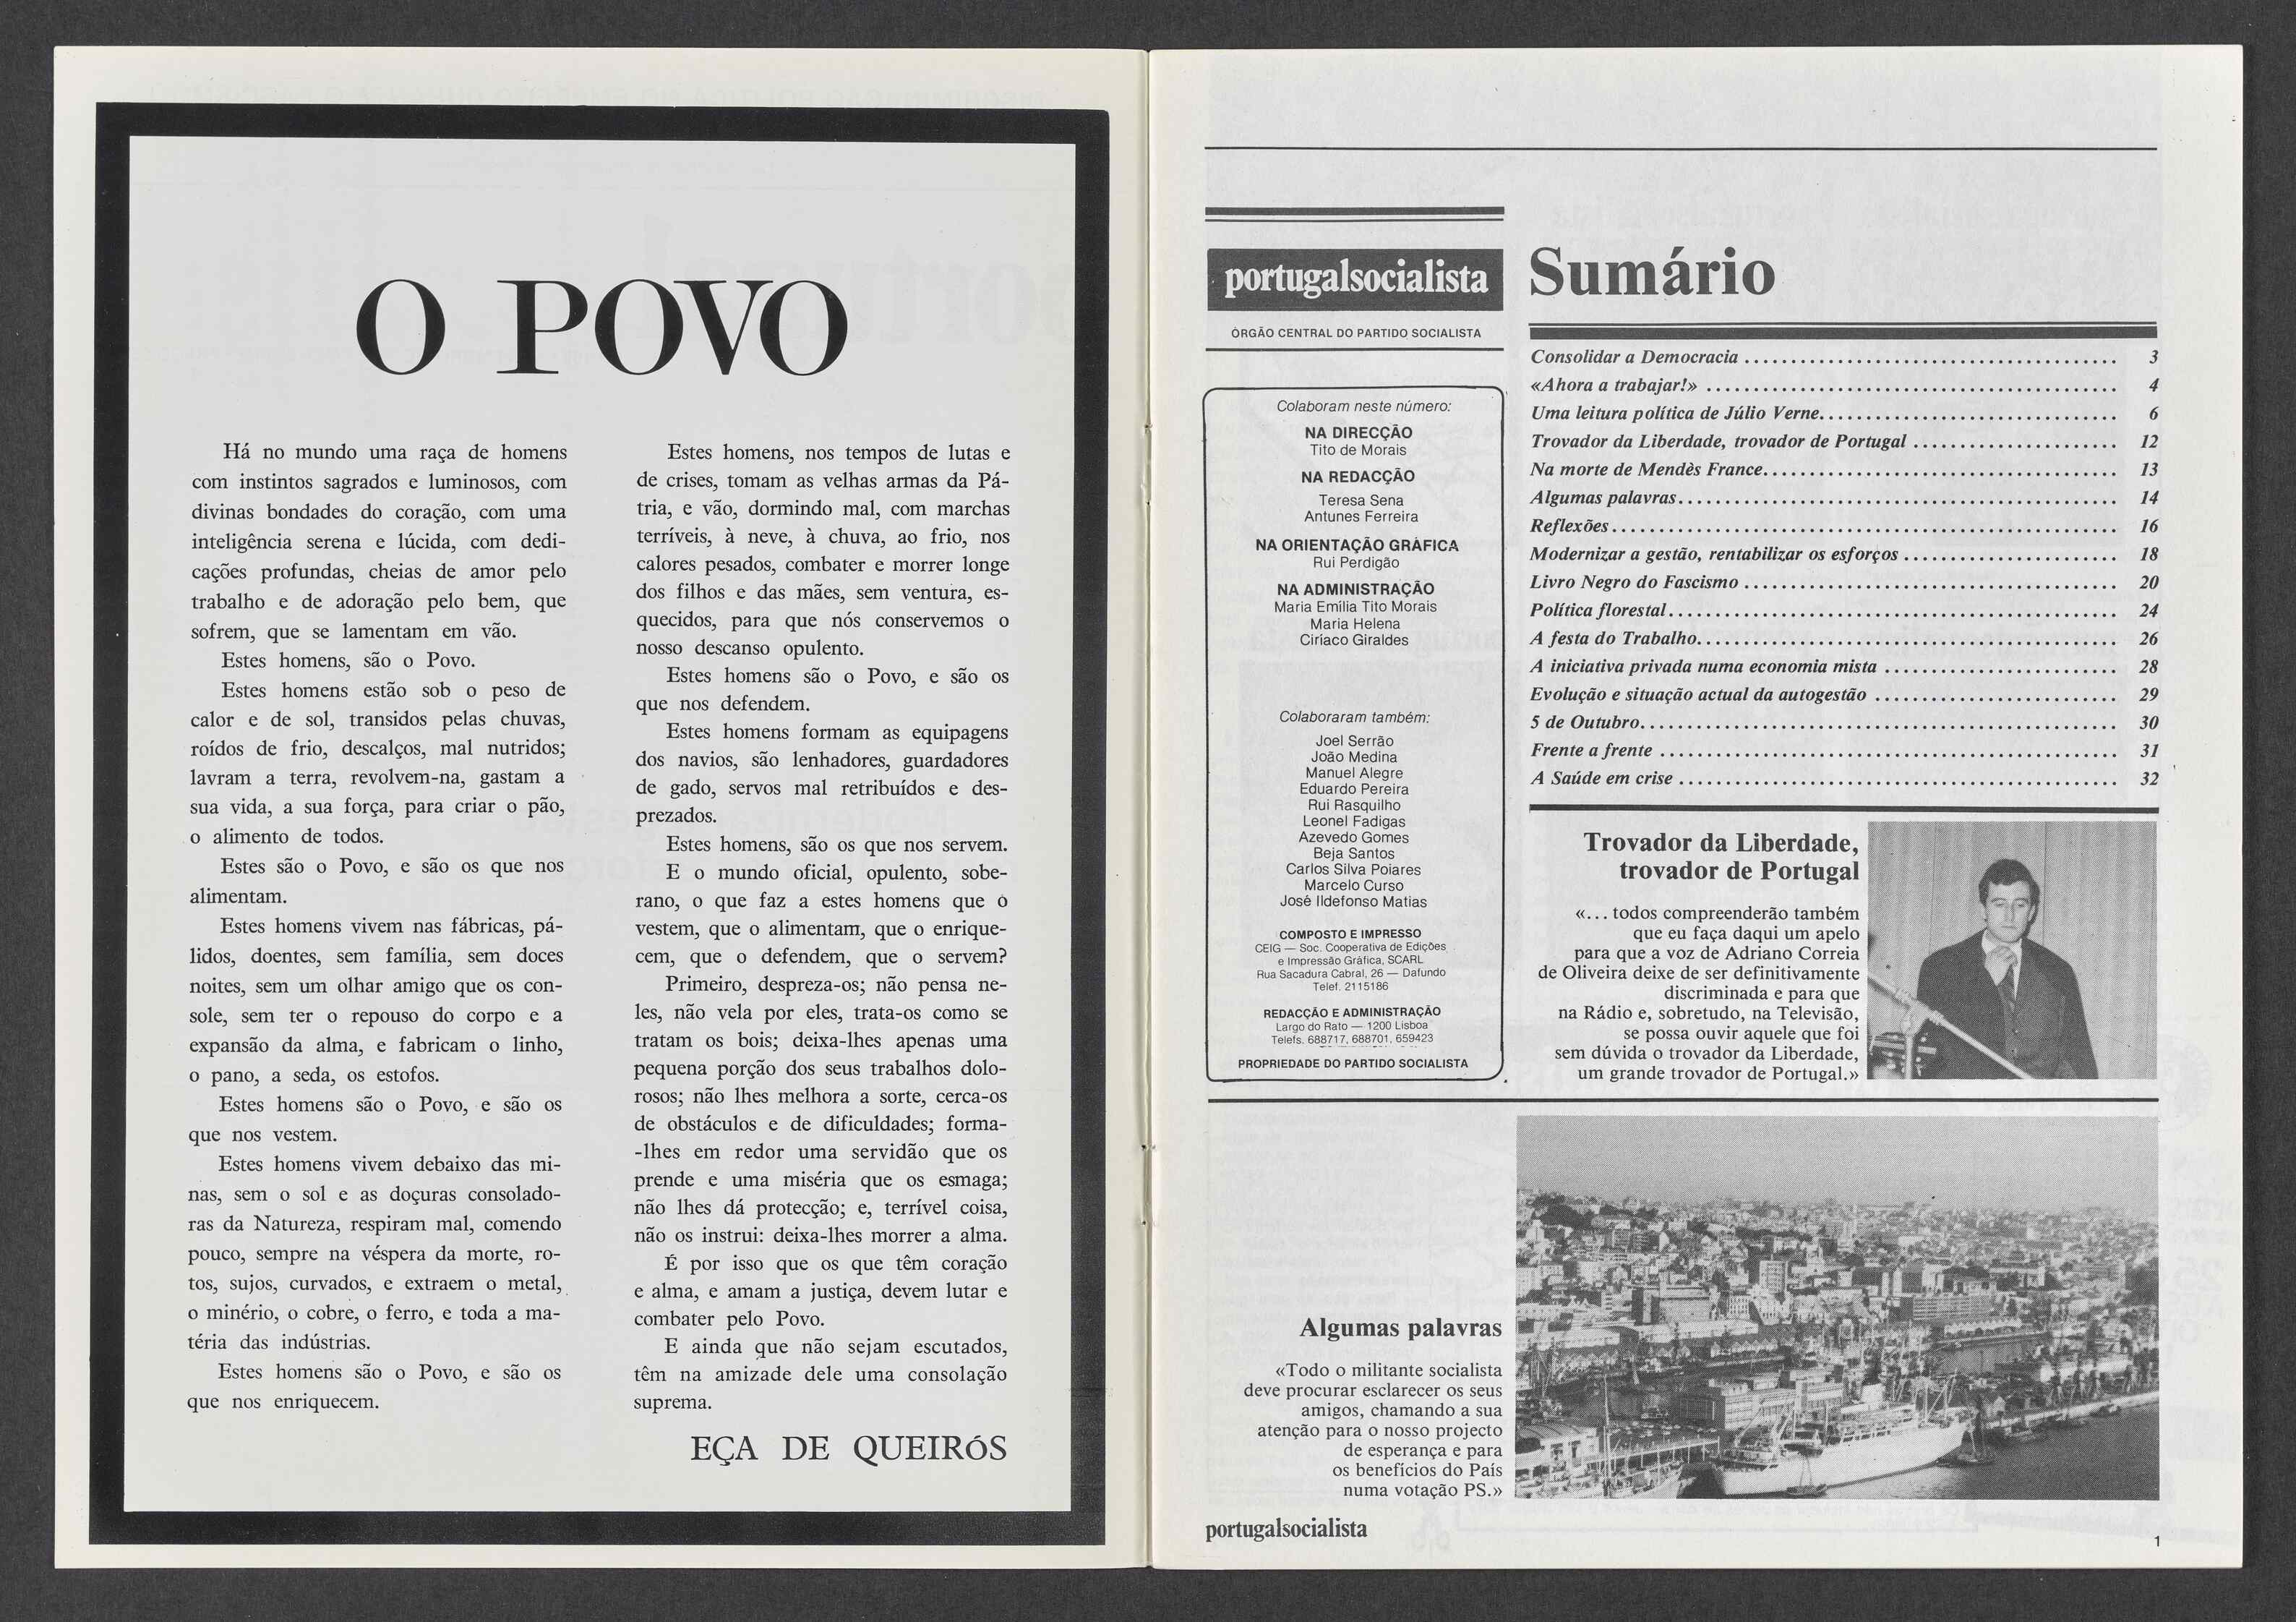 O POVO
Há no mundo uma raça de homens
com instintos sagrados e luminosos, com
divinas bondades do coração, com uma
inteligência serena e lúcida, com dedi-
cações profundas, cheias de amor pelo
trabalho e de adoração pelo bem, que
sofrem, que se lamentam em vão.
Estes homens, são o Povo.
Estes homens estão sob o peso de
calor e de sol, transidos pelas chuvas,
roídos de frio, descalços, mal nutridos;
lavram a terra, revolvem-na, gastam a
sua vida, a sua força, para criar o pão,
o alimento de todos.
Estes são o Povo, e são os que nos
alimentam.
Estes homens vivem nas fábricas, pá-
lidos, doentes, sem família, sem doces
noites, sem um olhar amigo que os con-
sole, sem ter o repouso do corpo e a
expansão da alma, e fabricam o linho,
o pano, a seda, os estofos.
Estes homens são o Povo, e são os
que nos vestem.
Estes homens vivem debaixo das mi-
nas, sem o sol e as doçuras consolado-
ras da Natureza, respiram mal, comendo
pouco, sempre na véspera da morte, ro-
tos, sujos, curvados, e extraem o metal,
o minério, o cobre, o ferro, e toda a ma-
téria das indústrias.
Estes homens são o Povo, e são os
que nos enriquecem.
Estes homens, nos tempos de lutas e
de crises, tomam as velhas armas da Pá-
tria, e vão, dormindo mal, com marchas
terríveis, à neve, à chuva, ao frio, nos
calores pesados, combater e morrer longe
dos filhos e das mães, sem ventura, es-
quecidos, para que nós conservemos o
nosso descanso opulento.
Estes homens são o Povo, e são os
que nos defendem.
Estes homens formam as equipagens
dos navios, são lenhadores, guardadores
de gado, servos mal retribuídos e des-
prezados.
Estes homens, são os que nos servem.
E o mundo oficial, opulento, sobe-
rano, o que faz a estes homens que o
vestem, que o alimentam, que o enrique-
cem, que o defendem, que o servem?
Primeiro, despreza-os; não pensa ne-
les, não vela por eles, trata-os como se
tratam os bois; deixa-lhes apenas uma
pequena porção dos seus trabalhos dolo-
rosos; não lhes melhora a sorte, cerca-os
de obstáculos e de dificuldades; forma-
-lhes em redor uma servidão que os
prende e uma miséria que os esmaga;
não lhes dá protecção; e, terrível coisa,
não os instrui: deixa-lhes morrer a alma.
É por isso que os que têm coração
e alma, e amam a justiça, devem lutar e
combater pelo Povo.
E ainda que não sejam escutados,
têm na amizade dele uma consolação
suprema.
EÇA DE QUEIRÓS
portugalsocialista
ÓRGÃO CENTRAL DO PARTIDO SOCIALISTA
Colaboram neste número:
NA DIRECÇÃO
Tito de Morais
NA REDACÇÃO
Teresa Sena
Antunes Ferreira
NA ORIENTAÇÃO GRÁFICA
Rui Perdigão
NA ADMINISTRAÇÃO
Maria Emília Tito Morais
Maria Helena
Ciríaco Giraldes
Colaboraram também:
Joel Serrão
João Medina
Manuel Alegre
Eduardo Pereira
Rui Rasquilho
Leonel Fadigas
Azevedo Gomes
Beja Santos
Carlos Silva Poiares
Marcelo Curso
José Ildefonso Matias
COMPOSTO E IMPRESSO
CEIG — Soc. Cooperativa de Edições
e Impressão Gráfica, SCARL
Rua Sacadura Cabral, 26 — Dafundo
Telef. 2115186
REDACÇÃO E ADMINISTRAÇÃO
Largo do Rato — 1200 Lisboa
Telefs. 688717, 688701, 659423
PROPRIEDADE DO PARTIDO SOCIALISTA
Sumário
Consolidar a Democracia ........ 3
«Ahora a trabajar!» ........ 4
Uma leitura política de Júlio Verne ........ 6
Trovador da Liberdade, trovador de Portugal ........ 12
Na morte de Mendès France ........ 13
Algumas palavras ........ 14
Reflexões ........ 16
Modernizar a gestão, rentabilizar os esforços ........ 18
Livro Negro do Fascismo ........ 20
Política florestal ........ 24
A festa do Trabalho ........ 26
A iniciativa privada numa economia mista ........ 28
Evolução e situação actual da autogestão ........ 29
5 de Outubro ........ 30
Frente a frente ........ 31
A Saúde em crise ........ 32
Trovador da Liberdade,
trovador de Portugal
«... todos compreenderão também
que eu faça daqui um apelo
para que a voz de Adriano Correia
de Oliveira deixe de ser definitivamente
discriminada e para que
na Rádio e, sobretudo, na Televisão,
se possa ouvir aquele que foi
sem dúvida o trovador da Liberdade,
um grande trovador de Portugal.»
Algumas palavras
«Todo o militante socialista
deve procurar esclarecer os seus
amigos, chamando a sua
atenção para o nosso projecto
de esperança e para
os benefícios do País
numa votação PS.»
portugalsocialista
1